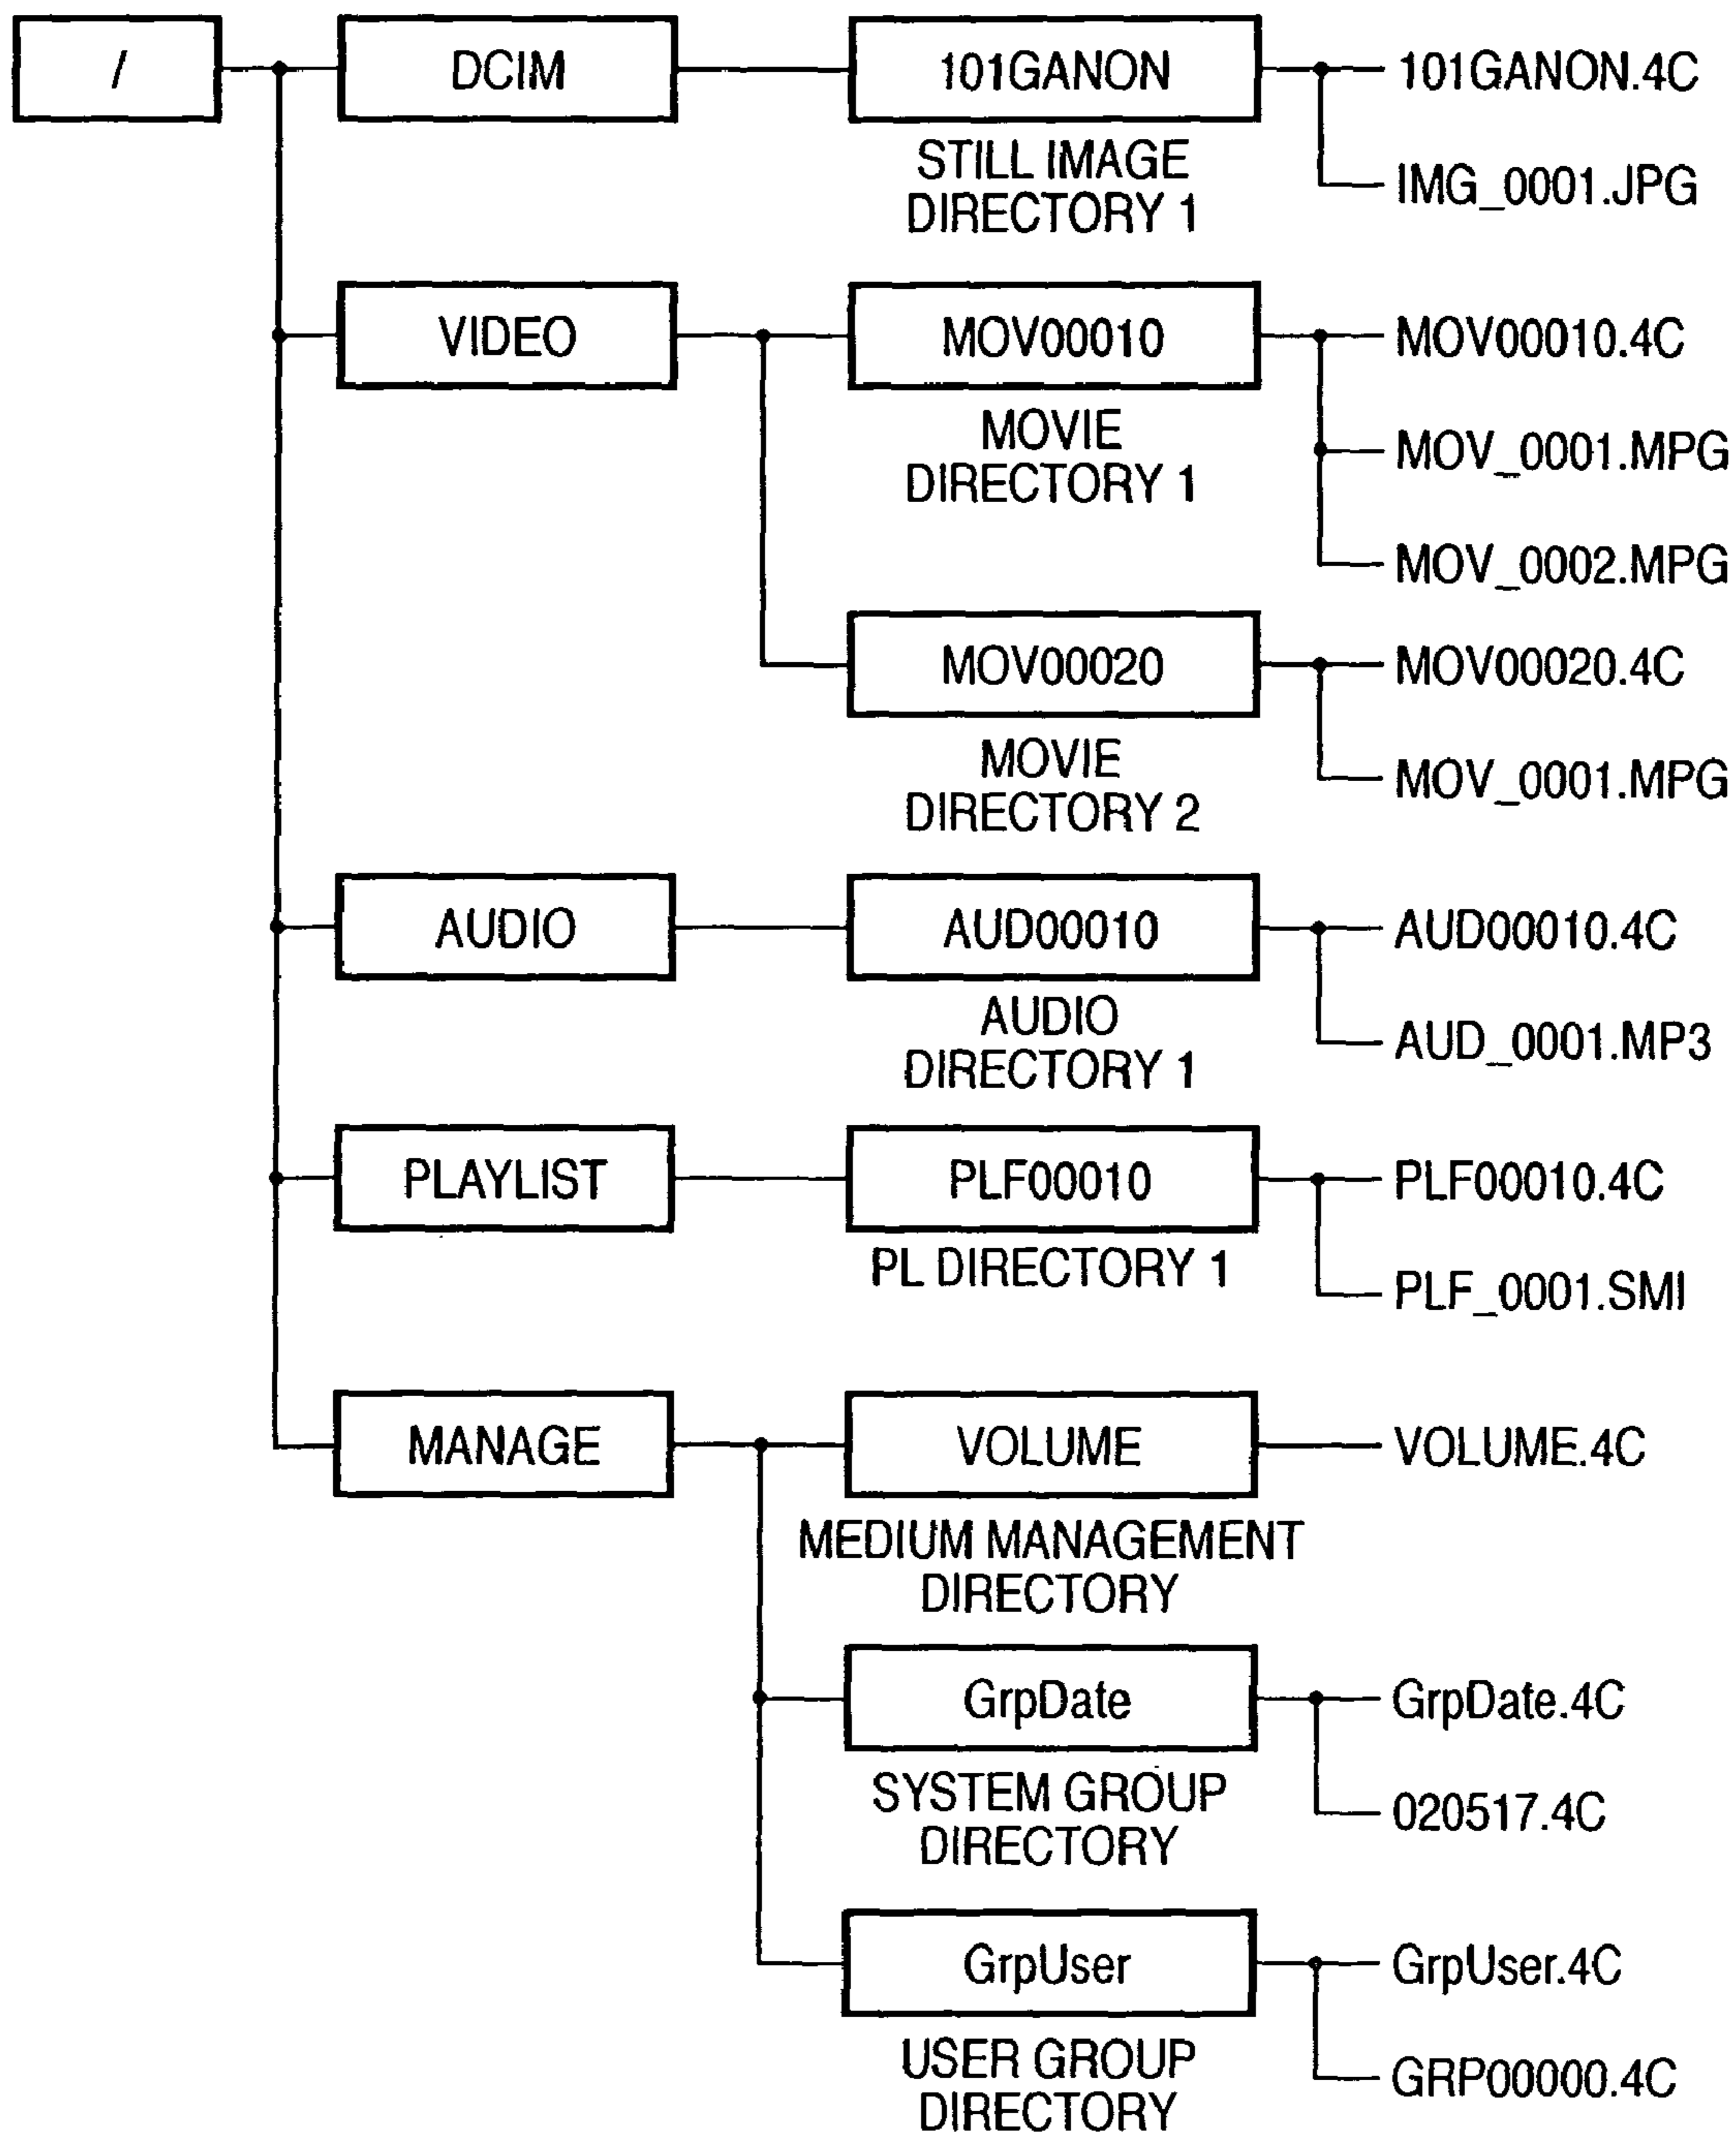 /
DCIM
101GANON
101GANON.4C
STILL IMAGE
DIRECTORY 1
IMG_0001.JPG
VIDEO
MOV00010
MOV00010.4C
MOVIE
DIRECTORY 1
MOV_0001.MPG
MOV_0002.MPG
MOV00020
MOV00020.4C
MOVIE
DIRECTORY 2
MOV_0001.MPG
AUDIO
AUD00010
AUD00010.4C
AUDIO
DIRECTORY 1
AUD_0001.MP3
PLAYLIST
PLF00010
PLF00010.4C
PL DIRECTORY 1
PLF_0001.SMI
MANAGE
VOLUME
VOLUME.4C
MEDIUM MANAGEMENT
DIRECTORY
GrpDate
GrpDate.4C
SYSTEM GROUP
DIRECTORY
020517.4C
GrpUser
GrpUser.4C
USER GROUP
DIRECTORY
GRP00000.4C